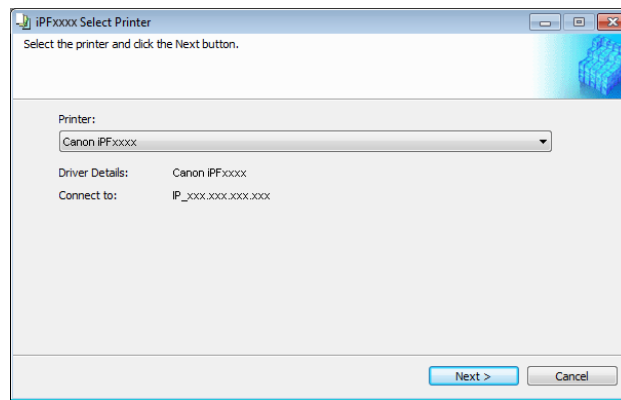 iPFxxxx Select Printer
Select the printer and click the Next button.
Printer:
Canon iPFxxxx
Driver Details: Canon iPFxxxx
Connect to: IP_xxx.xxx.xxx.xxx
Next > Cancel